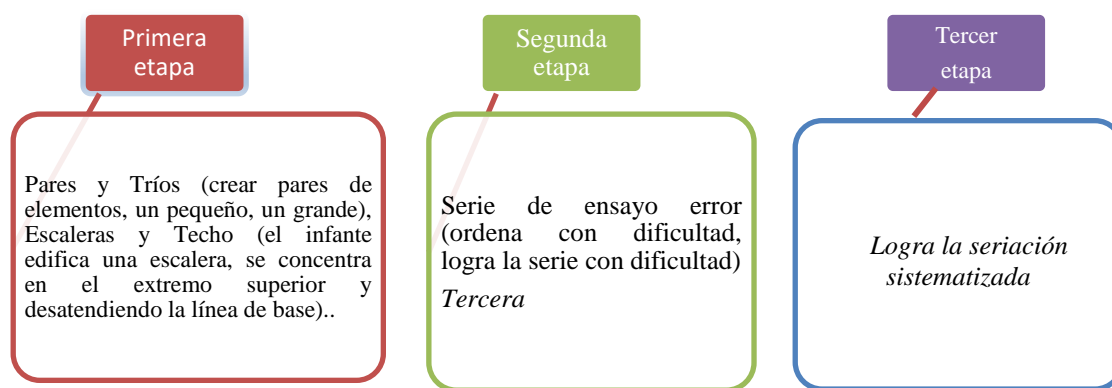 Primera
etapa
Pares y Tríos (crear pares de
elementos, un pequeño, un grande),
Escaleras y Techo (el infante
edifica una escalera, se concentra
en el extremo superior y
desatendiendo la línea de base)..
Segunda
etapa
Serie de ensayo error
(ordena con dificultad,
logra la serie con dificultad)
Tercera
Tercer
etapa
Logra la seriación
sistematizada